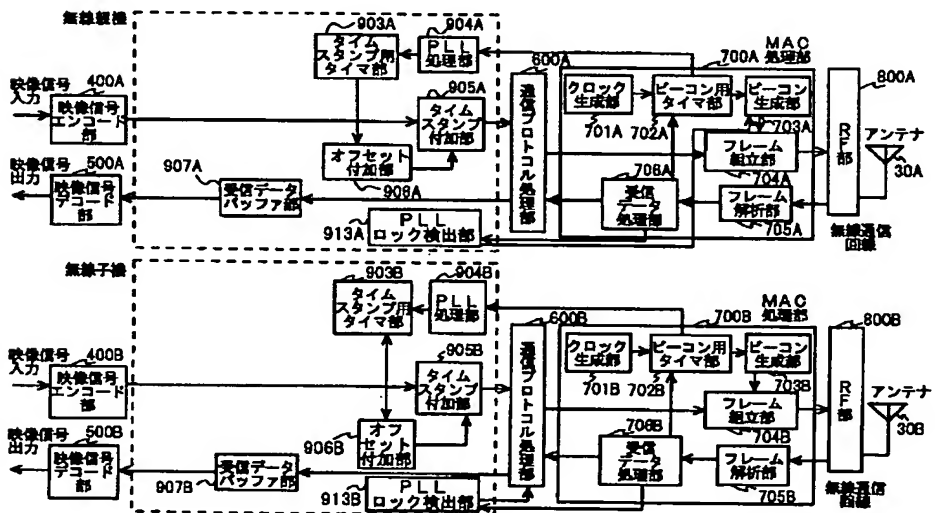 無線親機
903A
タイム
スタンプ用
タイマ部
904A
PLL
処理部
600A
700A
MAC
処理部
800A
映像信号
入力
400A
映像信号
エンコード
部
905A
タイム
スタンプ
付加部
通信プロトコル処理部
クロック
生成部
701A
ビーコン用
タイマ部
702A
ビーコン
生成部
703A
RF部
アンテナ
30A
映像信号
出力
500A
映像信号
デコード
部
907A
受信データ
バッファ部
オフセット
付加部
906A
706A
受信
データ
処理部
フレーム
組立部
704A
フレーム
解析部
705A
無線通信
回線
913A
PLL
ロック検出部
無線子機
903B
タイム
スタンプ用
タイマ部
904B
PLL
処理部
600B
700B
MAC
処理部
800B
映像信号
入力
400B
映像信号
エンコード
部
905B
タイム
スタンプ
付加部
通信プロトコル処理部
クロック
生成部
701B
ビーコン用
タイマ部
702B
ビーコン
生成部
703B
RF部
アンテナ
30B
映像信号
出力
500B
映像信号
デコード
部
受信データ
バッファ部
907B
906B
オフ
セット
付加部
706B
受信
データ
処理部
フレーム
組立部
704B
フレーム
解析部
705B
無線通信
回線
913B
PLL
ロック検出部